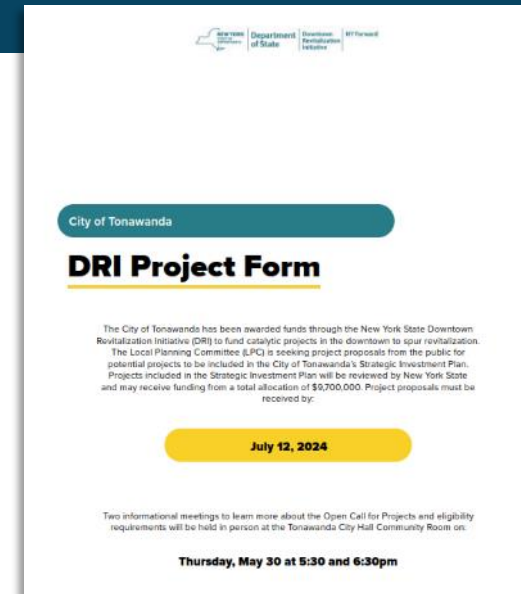 Department
of State
Downtown
Revitalization
Initiative
NY Forward
City of Tonawanda
DRI Project Form
The City of Tonawanda has been awarded funds through the New York State Downtown
Revitalization Initiative (DRI) to fund catalytic projects in the downtown to spur revitalization.
The Local Planning Committee (LPC) is seeking project proposals from the public for
potential projects to be included in the City of Tonawanda's Strategic Investment Plan.
Projects included in the Strategic Investment Plan will be reviewed by New York State
and may receive funding from a total allocation of $9,700,000. Project proposals must be
received by:
July 12, 2024
Two informational meetings to learn more about the Open Call for Projects and eligibility
requirements will be held in person at the Tonawanda City Hall Community Room on:
Thursday, May 30 at 5:30 and 6:30pm